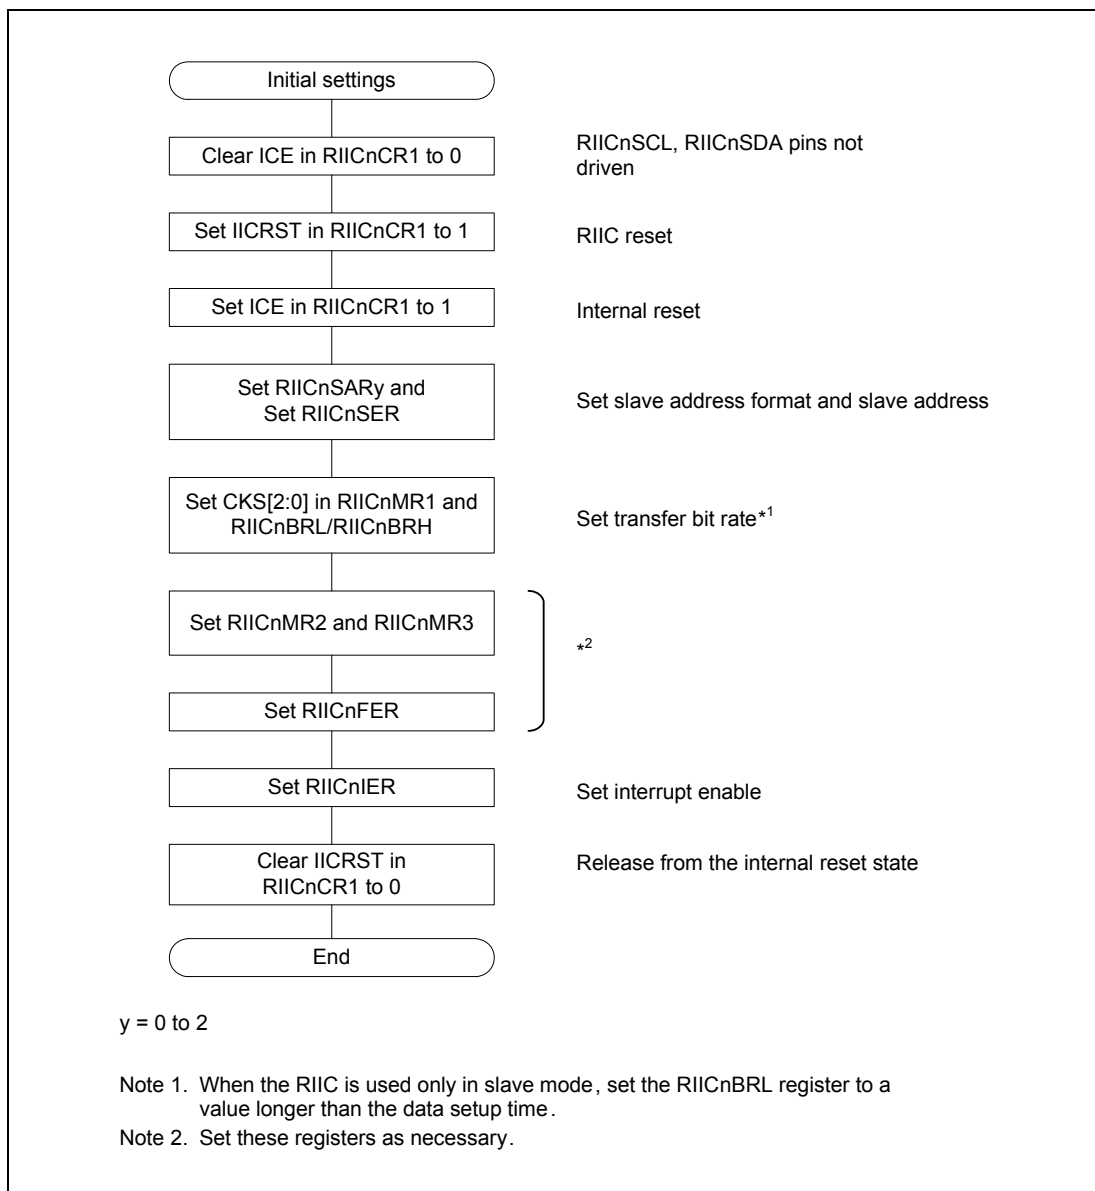 Initial settings
Clear ICE in RIICnCR1 to 0
RIICnSCL, RIICnSDA pins not
driven
Set IICRST in RIICnCR1 to 1
RIIC reset
Set ICE in RIICnCR1 to 1
Internal reset
Set RIICnSARy and
Set RIICnSER
Set slave address format and slave address
Set CKS[2:0] in RIICnMR1 and
RIICnBRL/RIICnBRH
Set transfer bit rate*1
Set RIICnMR2 and RIICnMR3
*2
Set RIICnFER
Set RIICnIER
Set interrupt enable
Clear IICRST in
RIICnCR1 to 0
Release from the internal reset state
End
y = 0 to 2
Note 1. When the RIIC is used only in slave mode, set the RIICnBRL register to a
value longer than the data setup time.
Note 2. Set these registers as necessary.